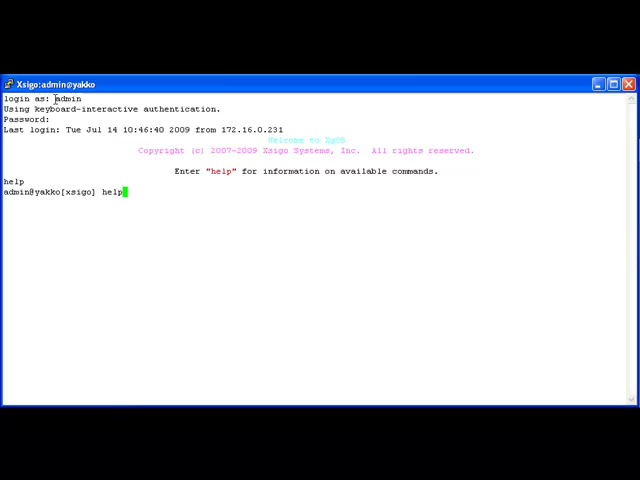 Xsigo:admin@yakko
login as: admin
Using keyboard-interactive authentication.
Password:
Last login: Tue Jul 14 10:46:40 2009 from 172.16.0.231
Welcome to XgOS
Copyright (c) 2007-2009 Xsigo Systems, Inc.  All rights reserved.
Enter "help" for information on available commands.
help
admin@yakko[xsigo] help